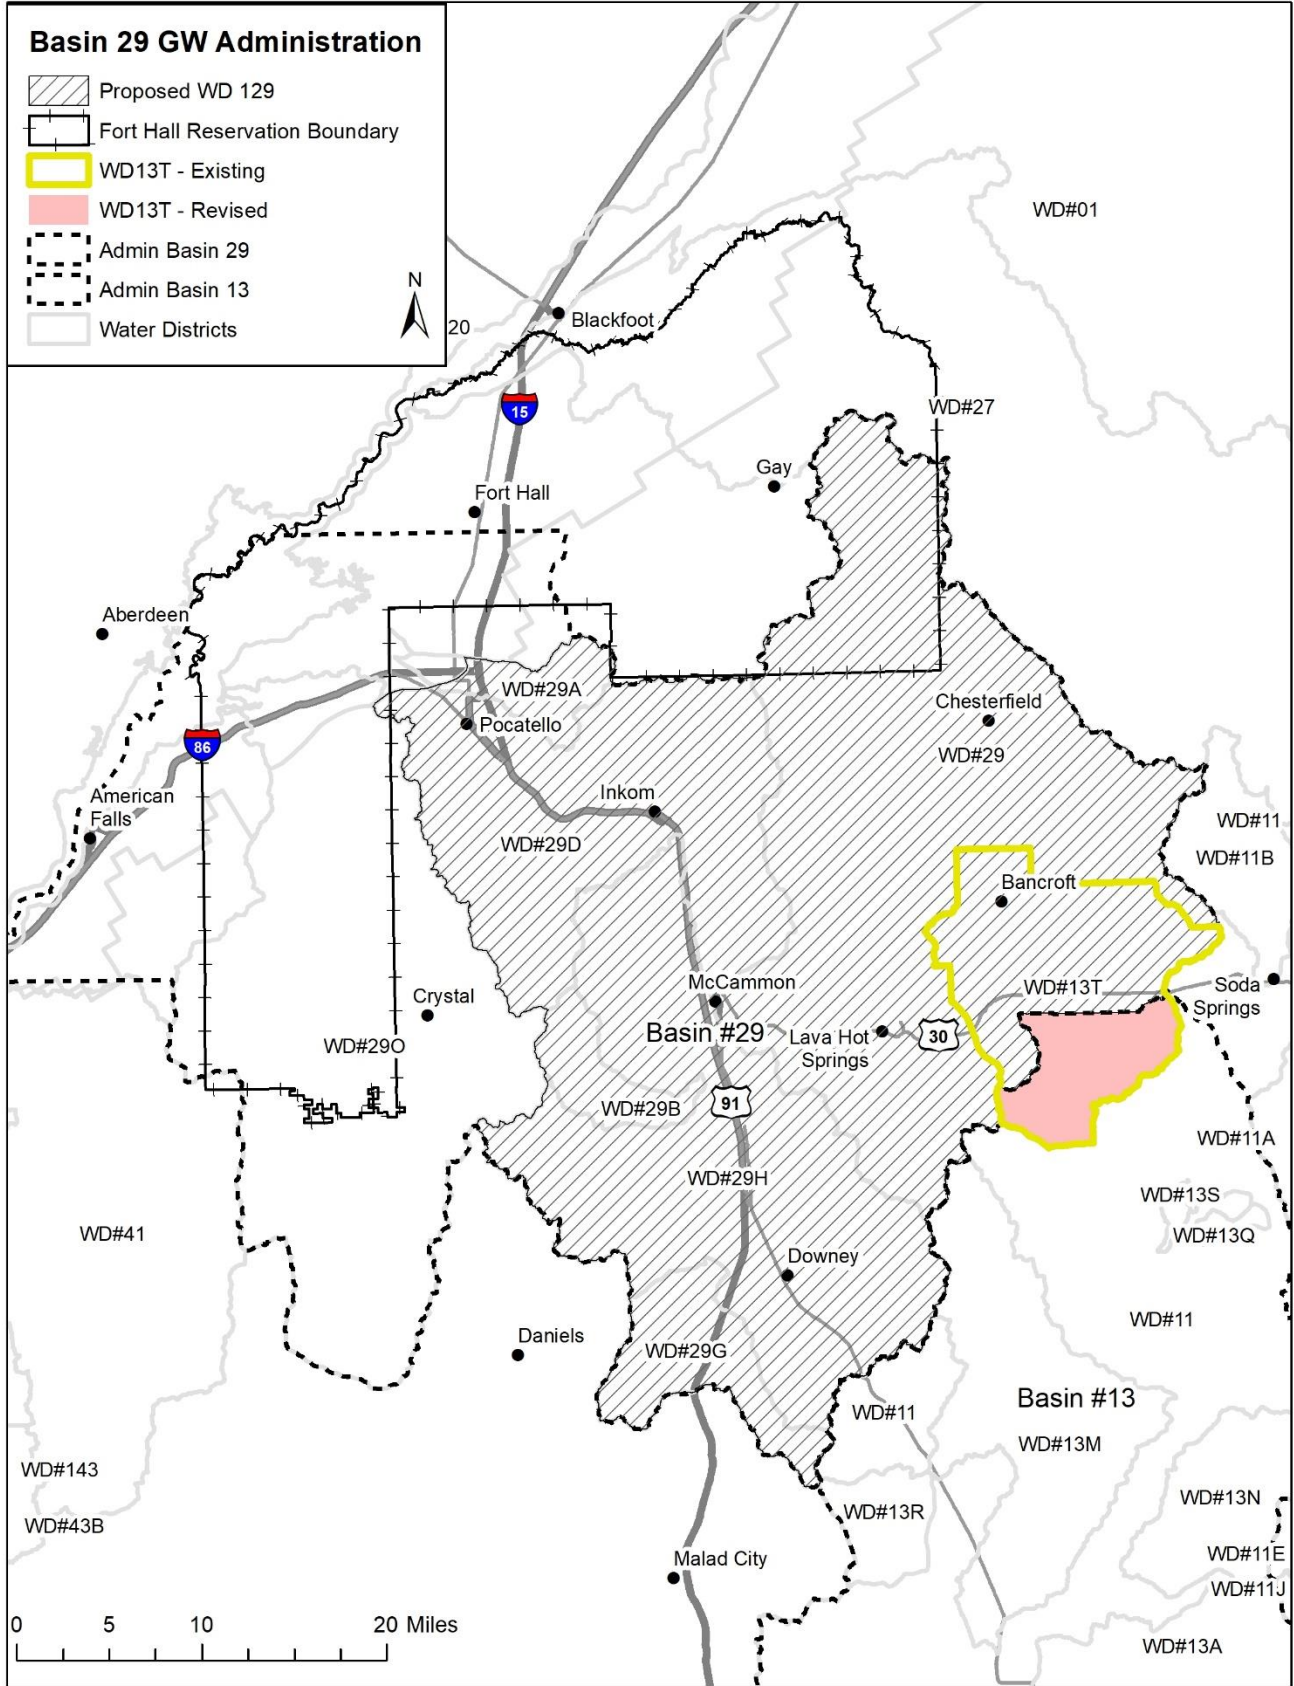 Basin 29 GW Administration
Proposed WD 129
Fort Hall Reservation Boundary
WD13T - Existing
WD13T - Revised
Admin Basin 29
Admin Basin 13
Water Districts
N
20
WD#01
Blackfoot
15
WD#27
Gay
Fort Hall
Aberdeen
WD#29A
Pocatello
Chesterfield
WD#29
86
American
Falls
Inkom
WD#29D
WD#11
WD#11B
Bancroft
McCammon
WD#13T
Soda
Springs
Crystal
Basin #29
Lava Hot
Springs
30
WD#29O
WD#29B
91
WD#11A
WD#29H
WD#13S
WD#13Q
WD#41
Downey
WD#11
Daniels
WD#29G
Basin #13
WD#11
WD#13M
WD#143
WD#43B
WD#13R
WD#13N
WD#11E
WD#11J
Malad City
WD#13A
0 5 10 20 Miles